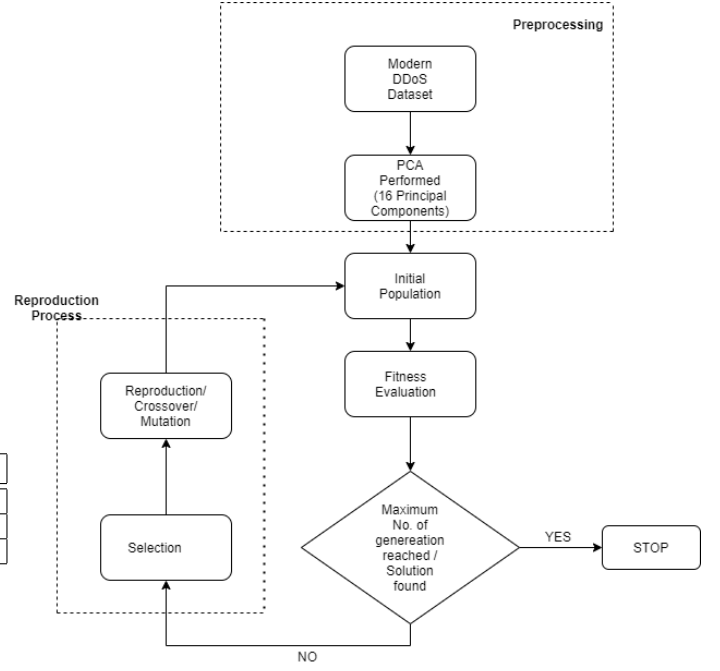 Preprocessing
Modern
DDoS
Dataset
PCA
Performed
(16 Principal
Components)
Initial
Population
Reproduction
Process
Fitness
Evaluation
Reproduction/
Crossover/
Mutation
Maximum
No. of
genereation
reached /
Solution
found
YES
STOP
Selection
NO